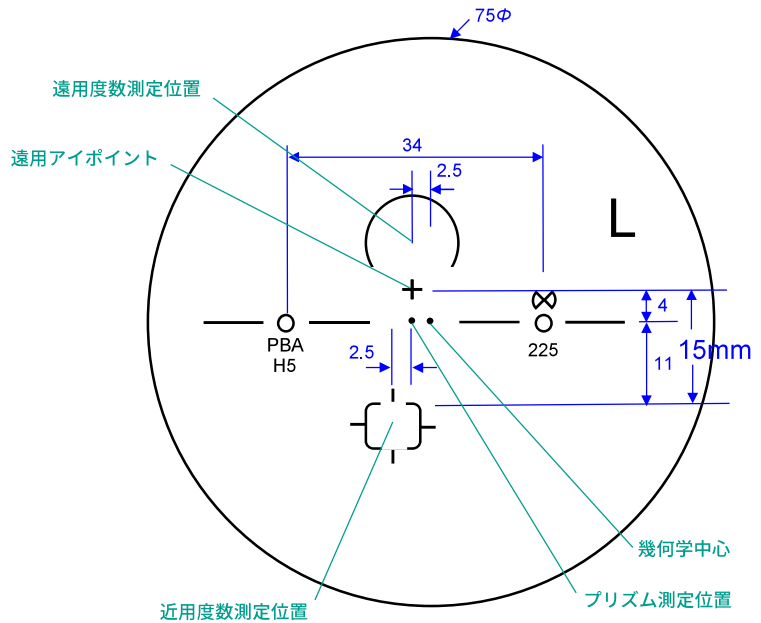 75Φ
遠用度数測定位置
34
遠用アイポイント
2.5
L
4
PBA
H5
2.5
225
11
15mm
幾何学中心
プリズム測定位置
近用度数測定位置